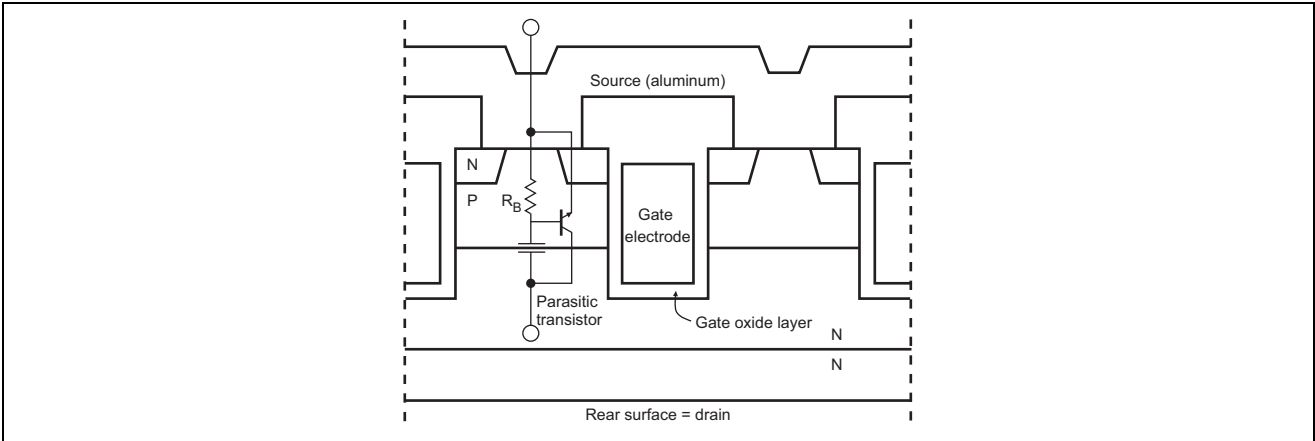 Source (aluminum)
N
P
R_B
Gate
electrode
Parasitic
transistor
Gate oxide layer
N
N
Rear surface = drain